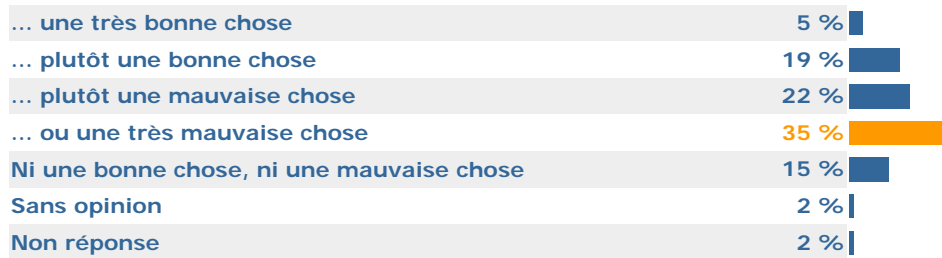 ... une très bonne chose 5 %
... plutôt une bonne chose 19 %
... plutôt une mauvaise chose 22 %
... ou une très mauvaise chose 35 %
Ni une bonne chose, ni une mauvaise chose 15 %
Sans opinion 2 %
Non réponse 2 %